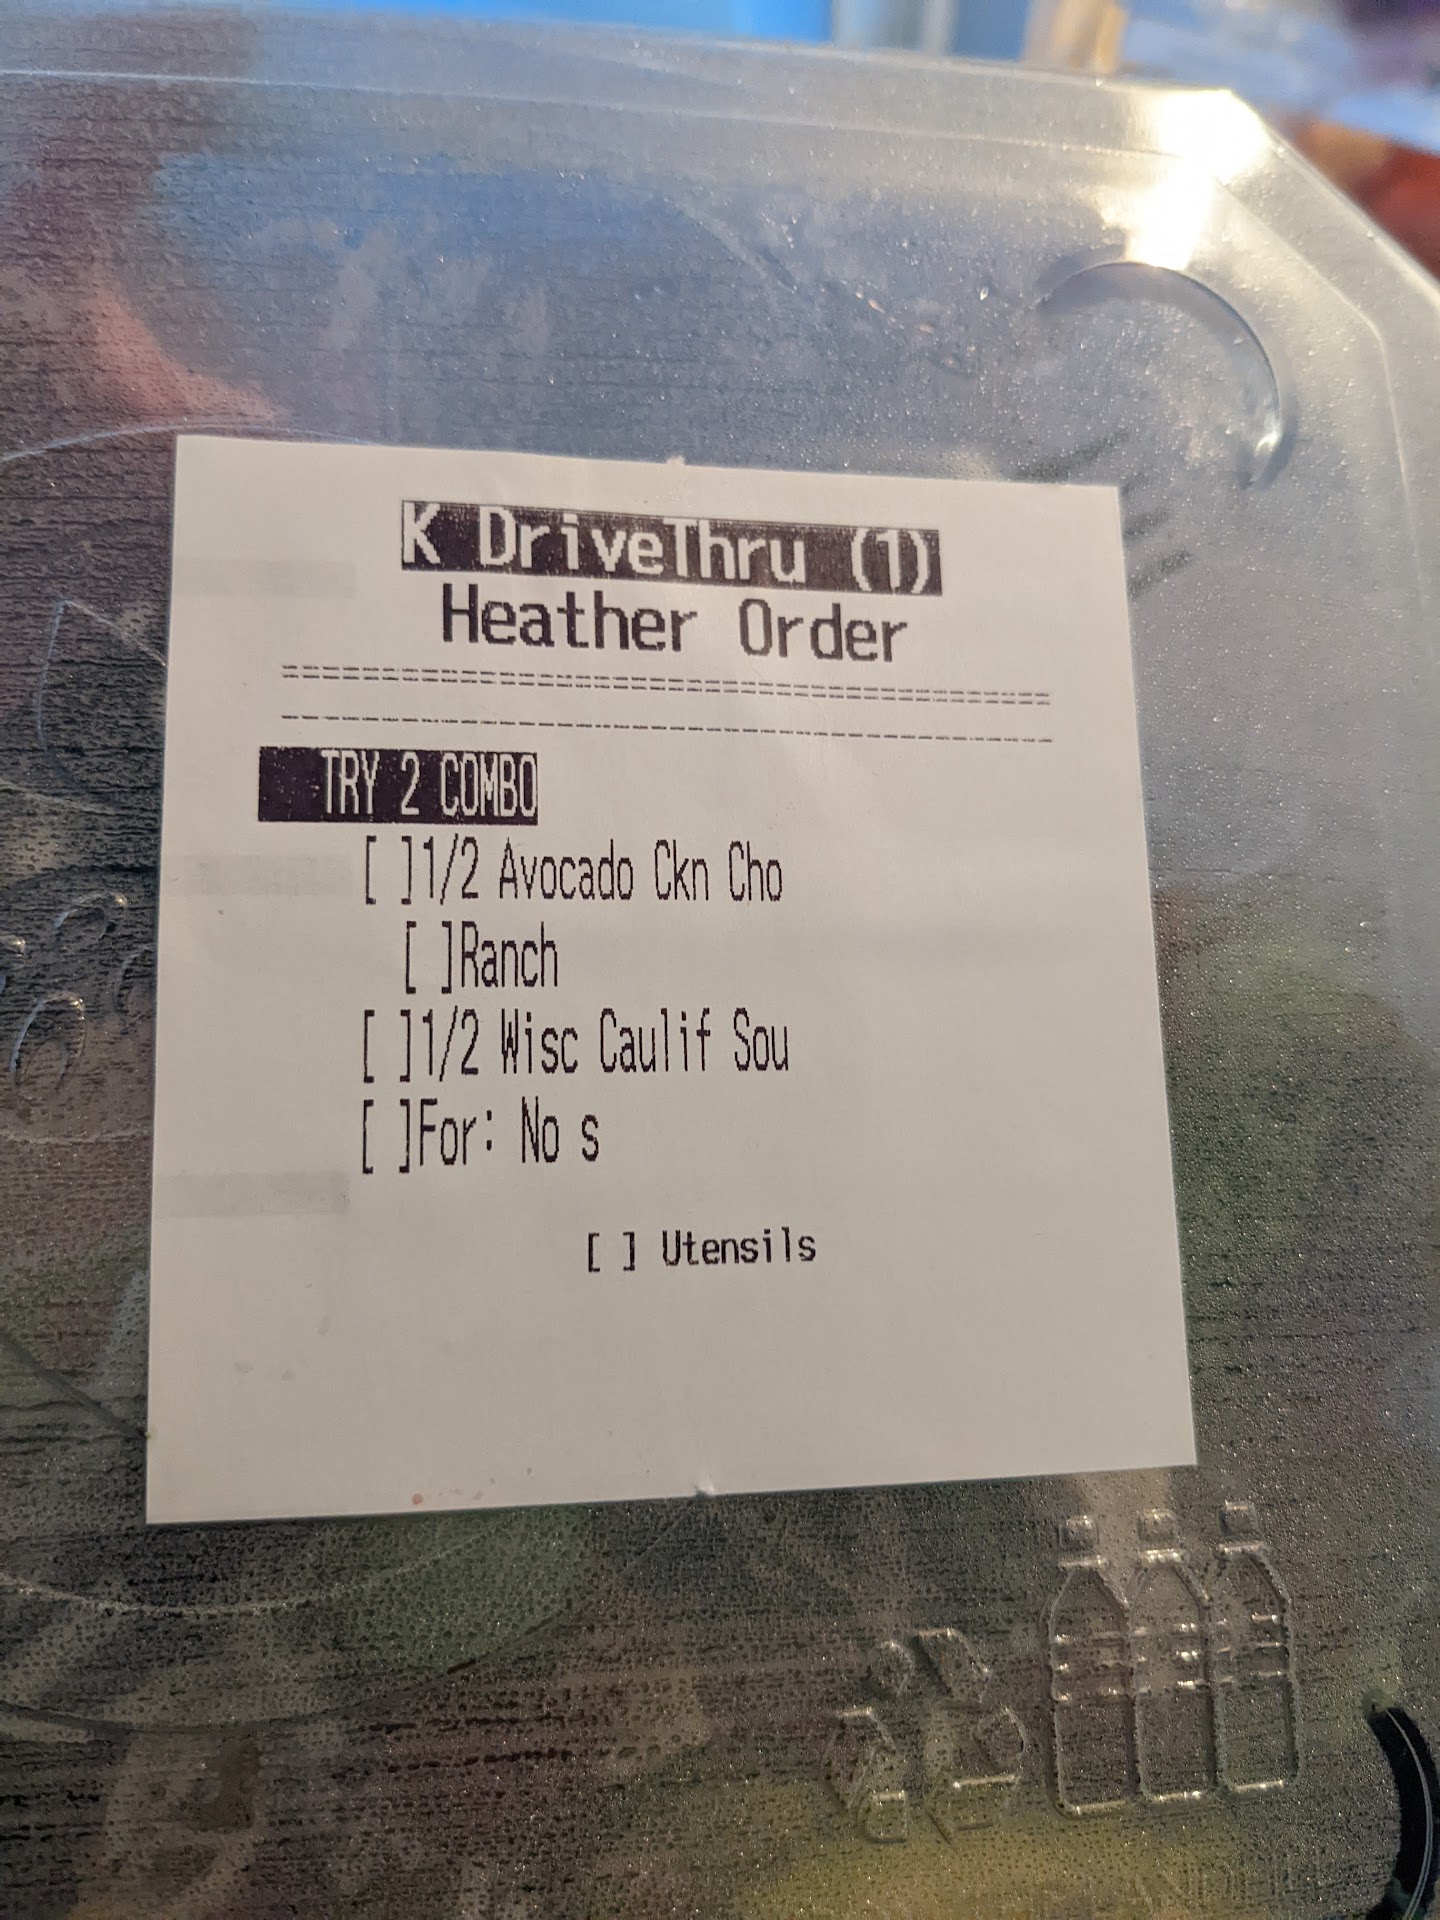 K DriveThru (1)
Heather Order
TRY 2 COMBO
[ ]1/2 Avocado Ckn Cho
[ ]Ranch
[ ]1/2 Wisc Caulif Sou
[ ]For: No s
[ ] Utensils